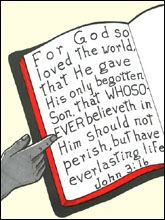 For God so
loved the world,
that He gave
His only begotten
Son, that WHOSO-
EVER believeth in
Him should not
perish, but have
everlasting life
John 3:16